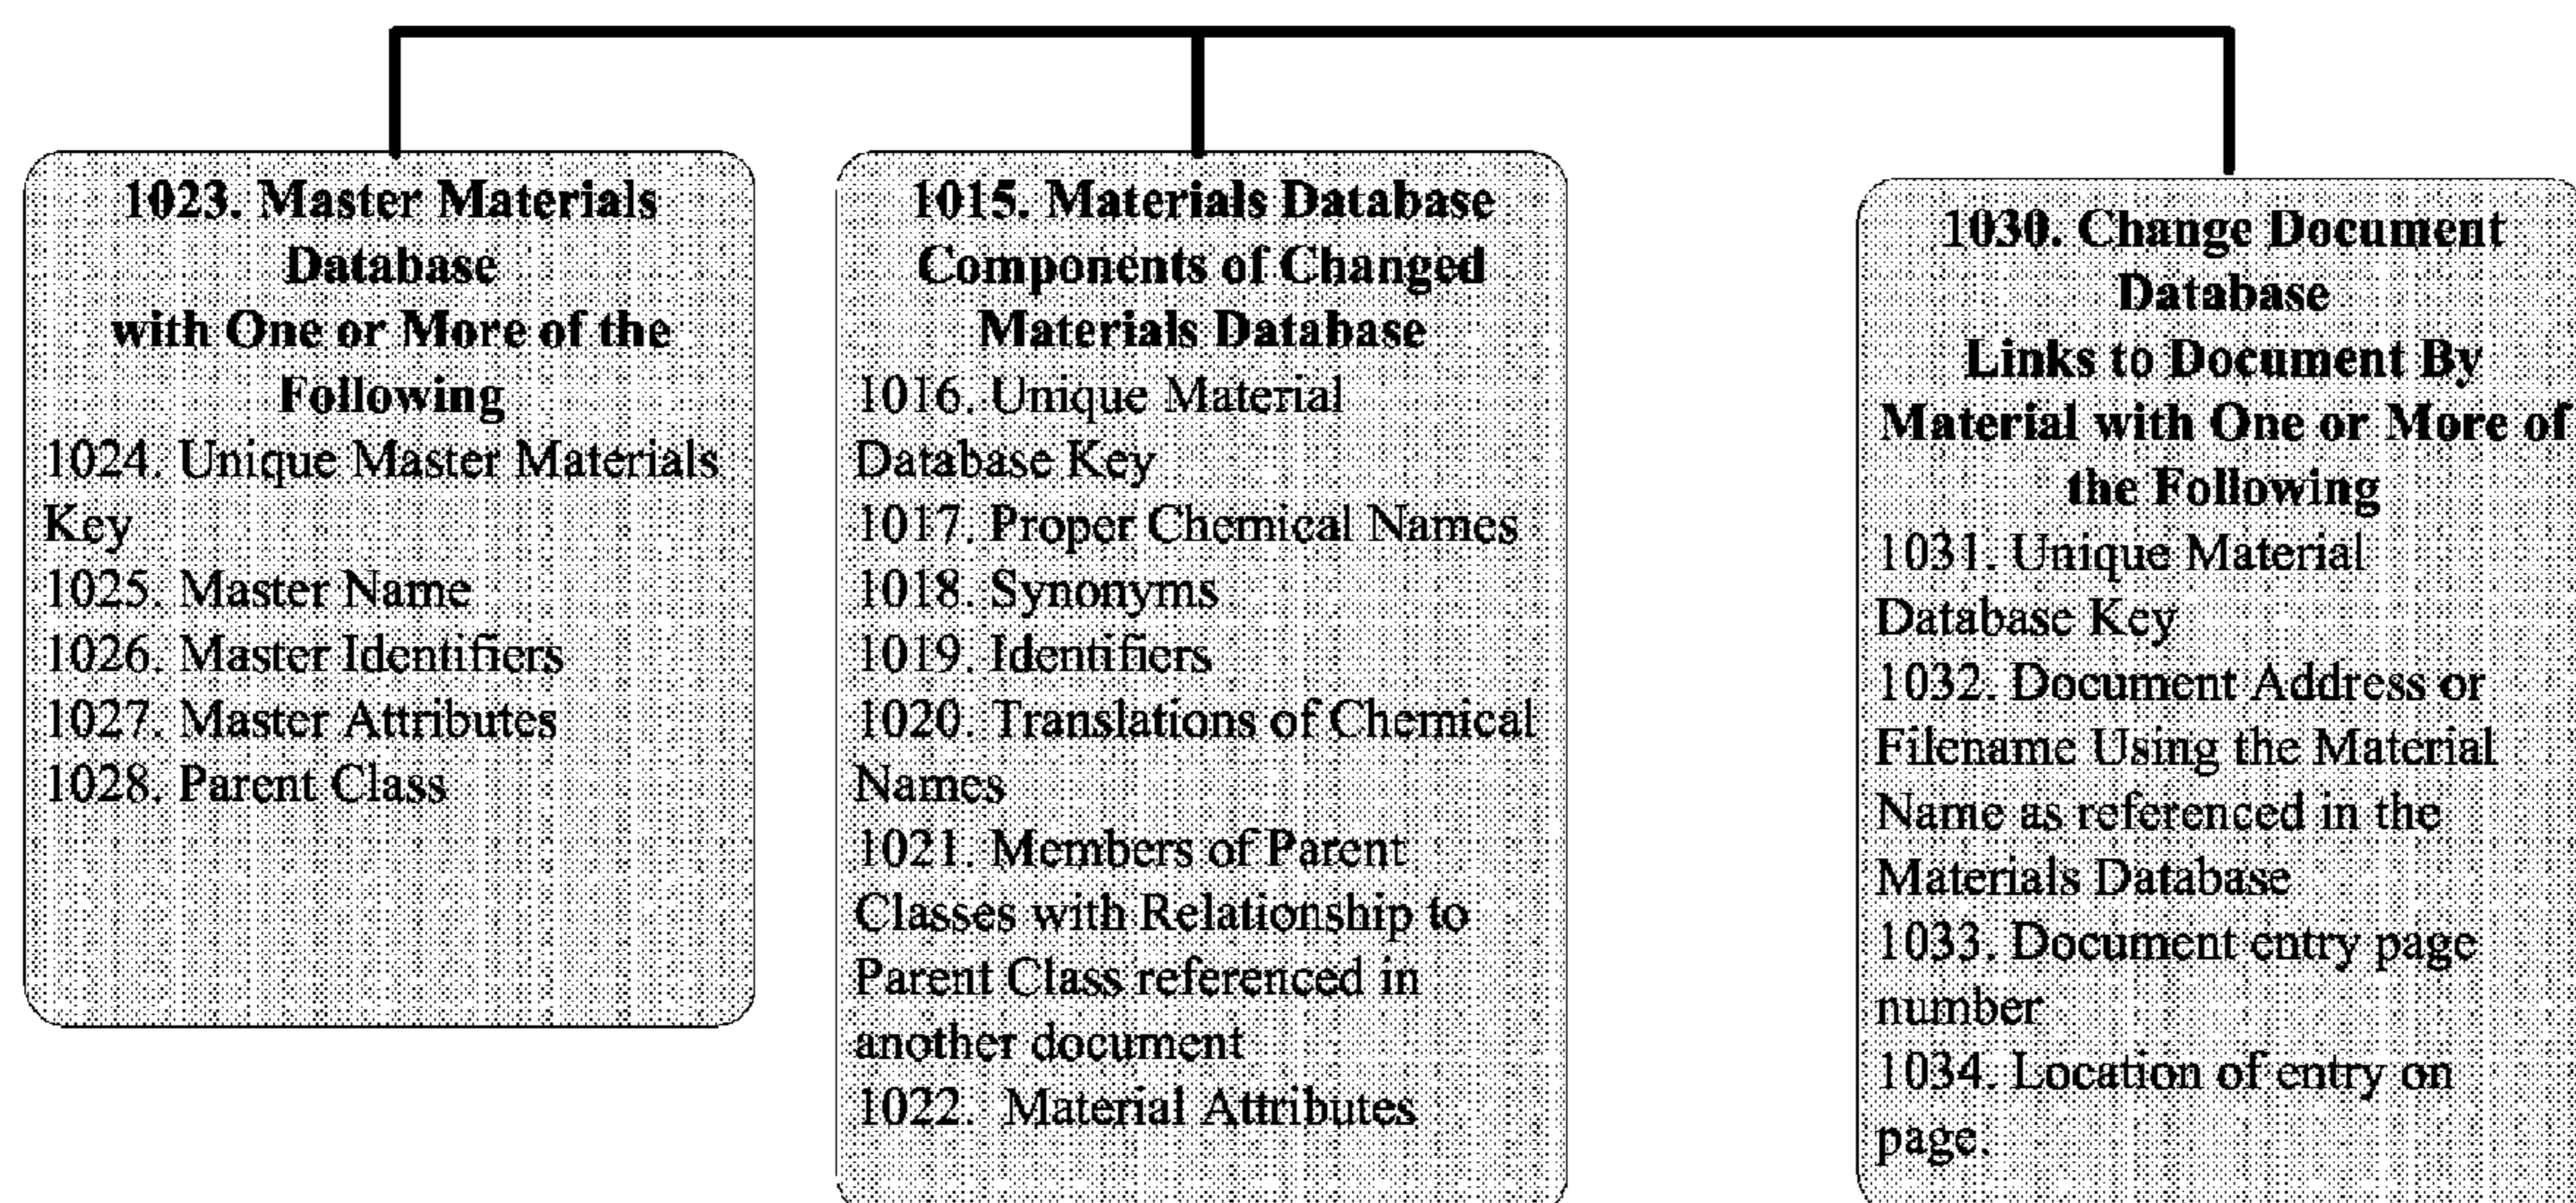 1023. Master Materials
Database
with One or More of the
Following
1024. Unique Master Materials
Key
1025. Master Name
1026. Master Identifiers
1027. Master Attributes
1028. Parent Class
1015. Materials Database
Components of Changed
Materials Database
1016. Unique Material
Database Key
1017. Proper Chemical Names
1018. Synonyms
1019. Identifiers
1020. Translations of Chemical
Names
1021. Members of Parent
Classes with Relationship to
Parent Class referenced in
another document
1022. Material Attributes
1030. Change Document
Database
Links to Document By
Material with One or More of
the Following
1031. Unique Material
Database Key
1032. Document Address or
Filename Using the Material
Name as referenced in the
Materials Database
1033. Document entry page
number
1034. Location of entry on
page.